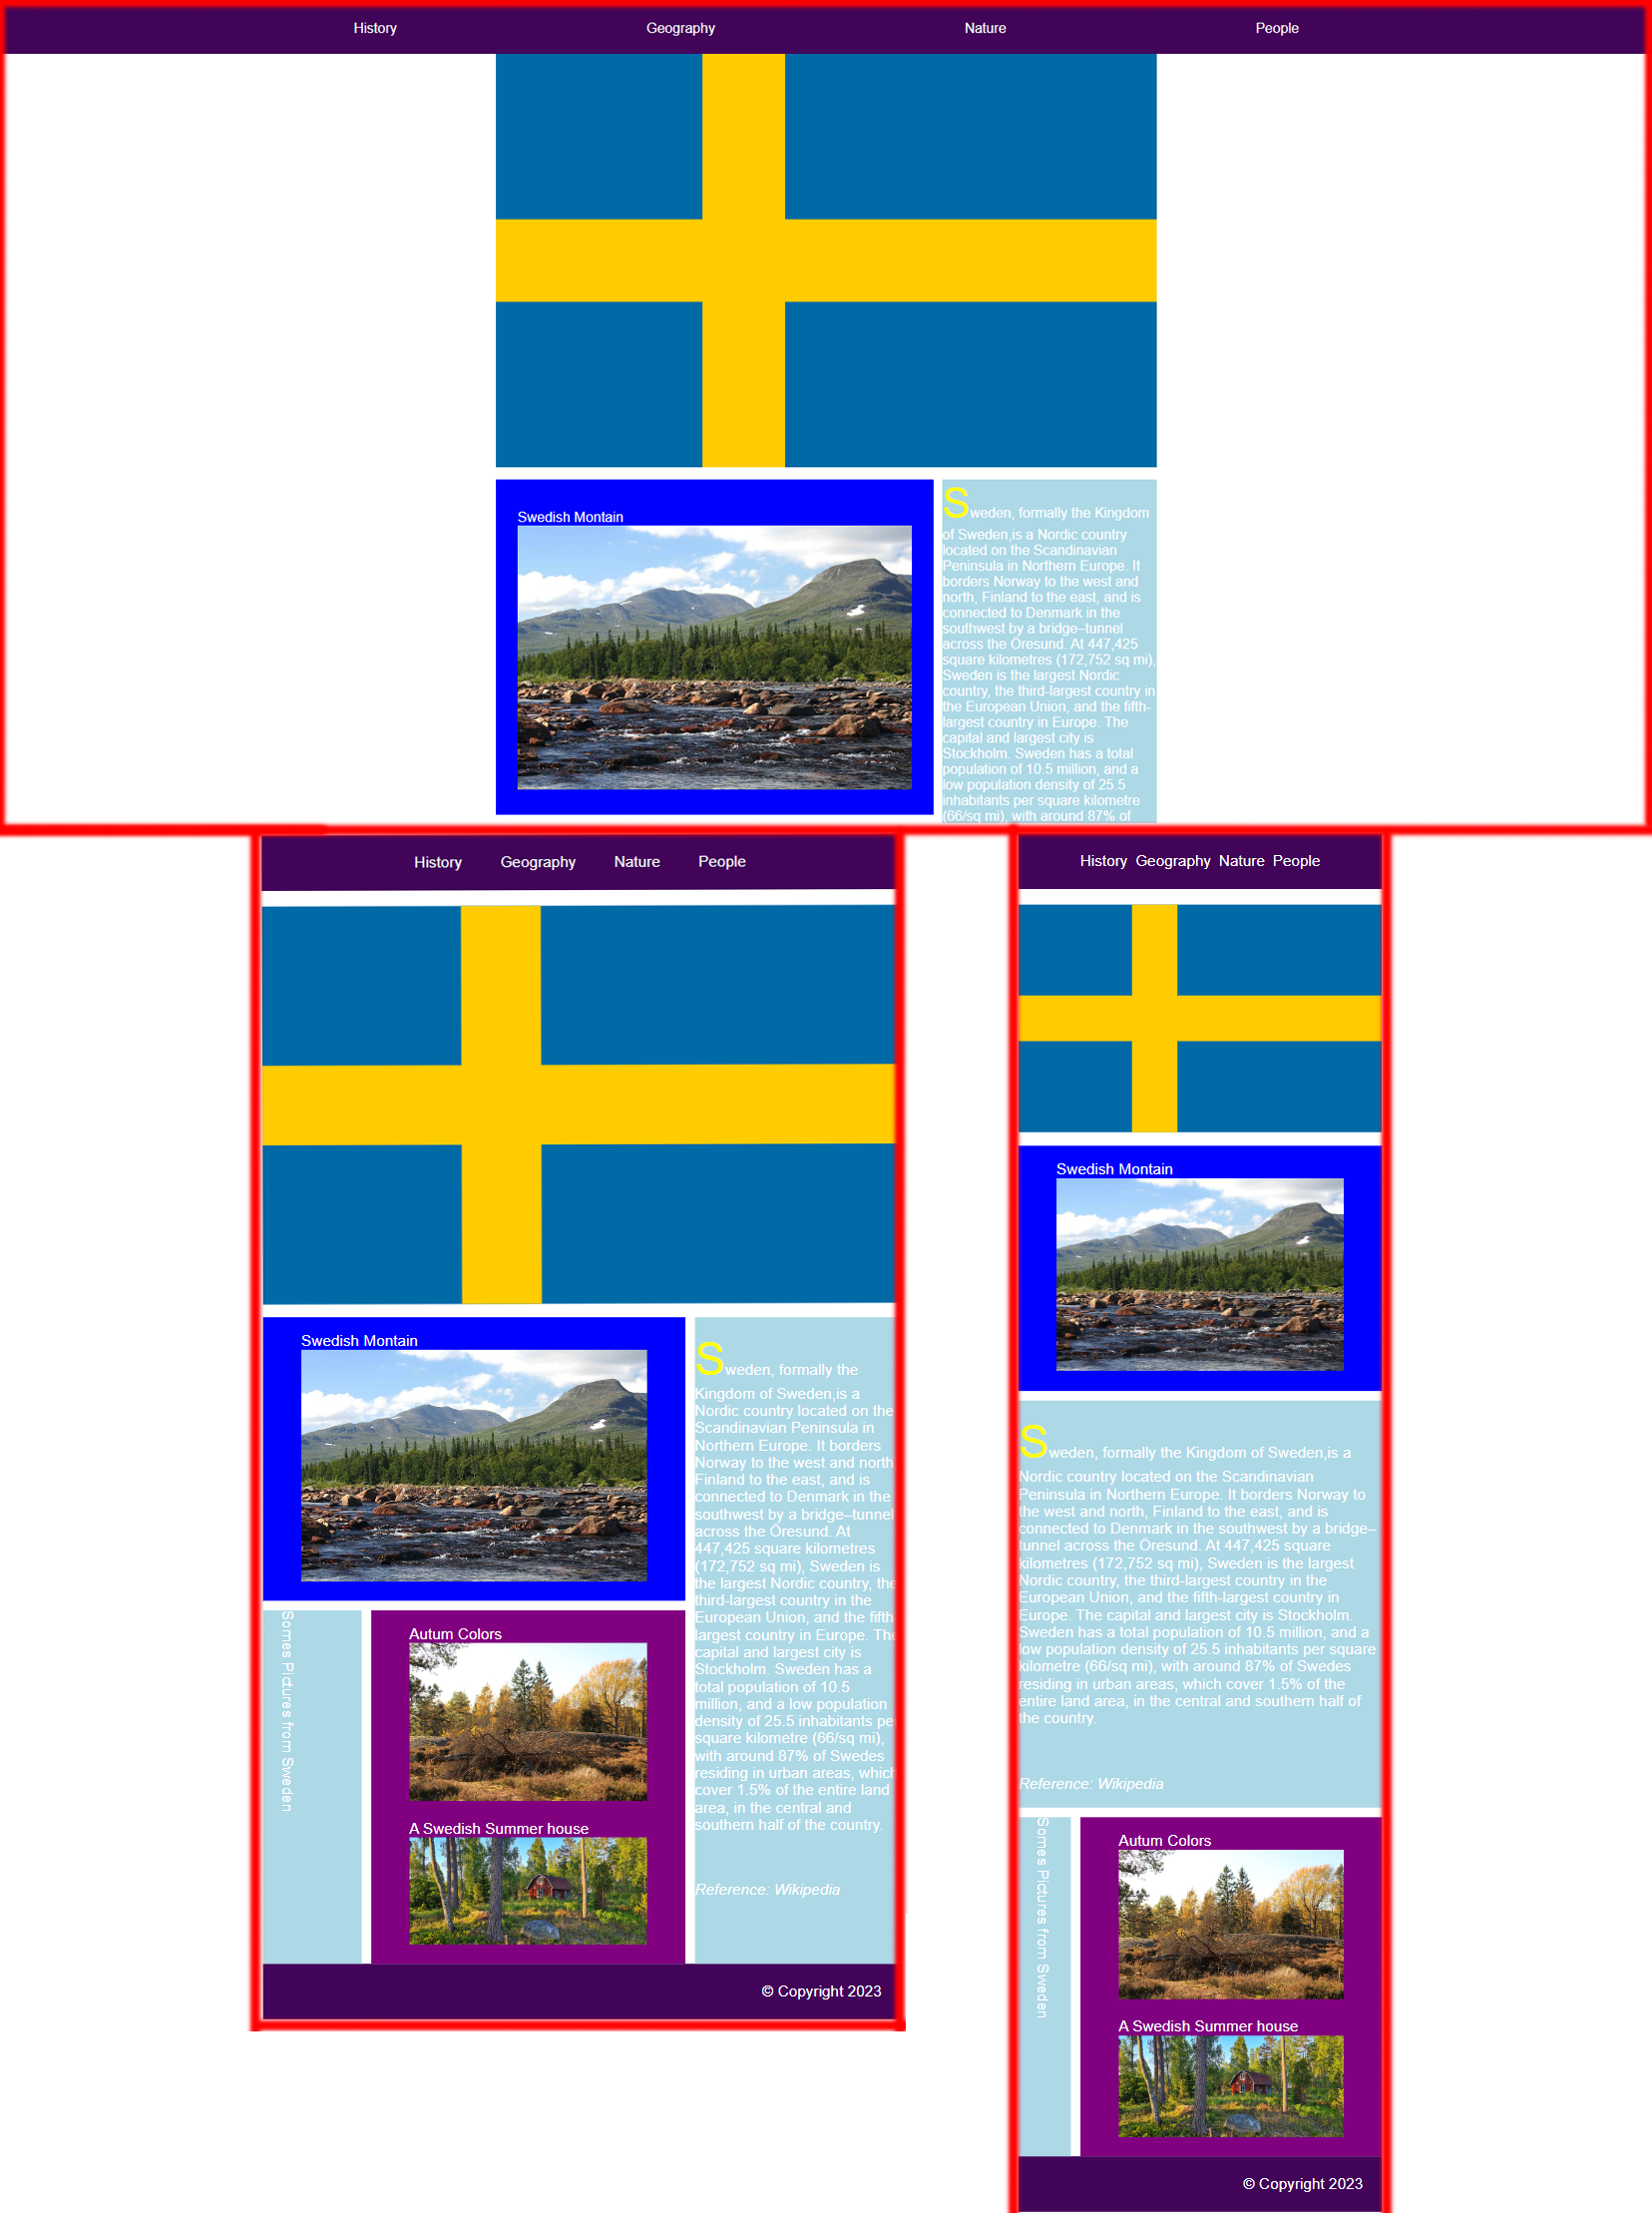 History Geography Nature People
Swedish Montain
Sweden, formally the Kingdom
of Sweden,is a Nordic country
located on the Scandinavian
Peninsula in Northern Europe. It
borders Norway to the west and
north, Finland to the east, and is
connected to Denmark in the
southwest by a bridge–tunnel
across the Öresund. At 447,425
square kilometres (172,752 sq mi),
Sweden is the largest Nordic
country, the third-largest country in
the European Union, and the fifth-
largest country in Europe. The
capital and largest city is
Stockholm. Sweden has a total
population of 10.5 million, and a
low population density of 25.5
inhabitants per square kilometre
(66/sq mi), with around 87% of
History Geography Nature People
Swedish Montain
Sweden, formally the
Kingdom of Sweden,is a
Nordic country located on the
Scandinavian Peninsula in
Northern Europe. It borders
Norway to the west and north
Finland to the east, and is
connected to Denmark in the
southwest by a bridge–tunnel
across the Öresund. At
447,425 square kilometres
(172,752 sq mi), Sweden is
the largest Nordic country, the
third-largest country in the
European Union, and the fifth
largest country in Europe. The
capital and largest city is
Stockholm. Sweden has a
total population of 10.5
million, and a low population
density of 25.5 inhabitants pe
square kilometre (66/sq mi),
with around 87% of Swedes
residing in urban areas, which
cover 1.5% of the entire land
area, in the central and
southern half of the country.
Reference: Wikipedia
Somes Pictures from Sweden
Autum Colors
A Swedish Summer house
© Copyright 2023
History Geography Nature People
Swedish Montain
Sweden, formally the Kingdom of Sweden,is a
Nordic country located on the Scandinavian
Peninsula in Northern Europe. It borders Norway to
the west and north, Finland to the east, and is
connected to Denmark in the southwest by a bridge–
tunnel across the Öresund. At 447,425 square
kilometres (172,752 sq mi), Sweden is the largest
Nordic country, the third-largest country in the
European Union, and the fifth-largest country in
Europe. The capital and largest city is Stockholm.
Sweden has a total population of 10.5 million, and a
low population density of 25.5 inhabitants per square
kilometre (66/sq mi), with around 87% of Swedes
residing in urban areas, which cover 1.5% of the
entire land area, in the central and southern half of
the country.
Reference: Wikipedia
Somes Pictures from Sweden
Autum Colors
A Swedish Summer house
© Copyright 2023